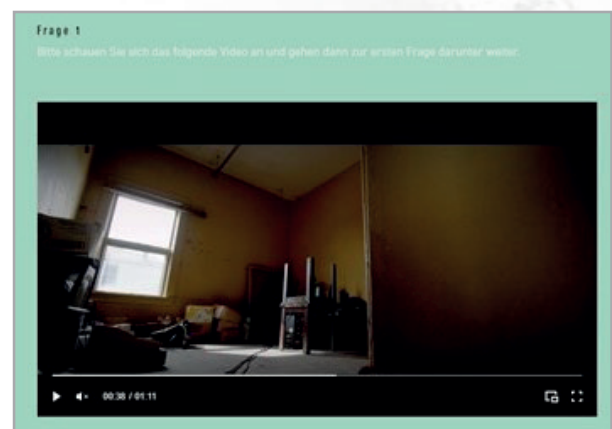 Frage 1
Bitte schauen Sie sich das folgende Video an und gehen dann zur ersten Frage darunter weiter.
00:38 / 01:11